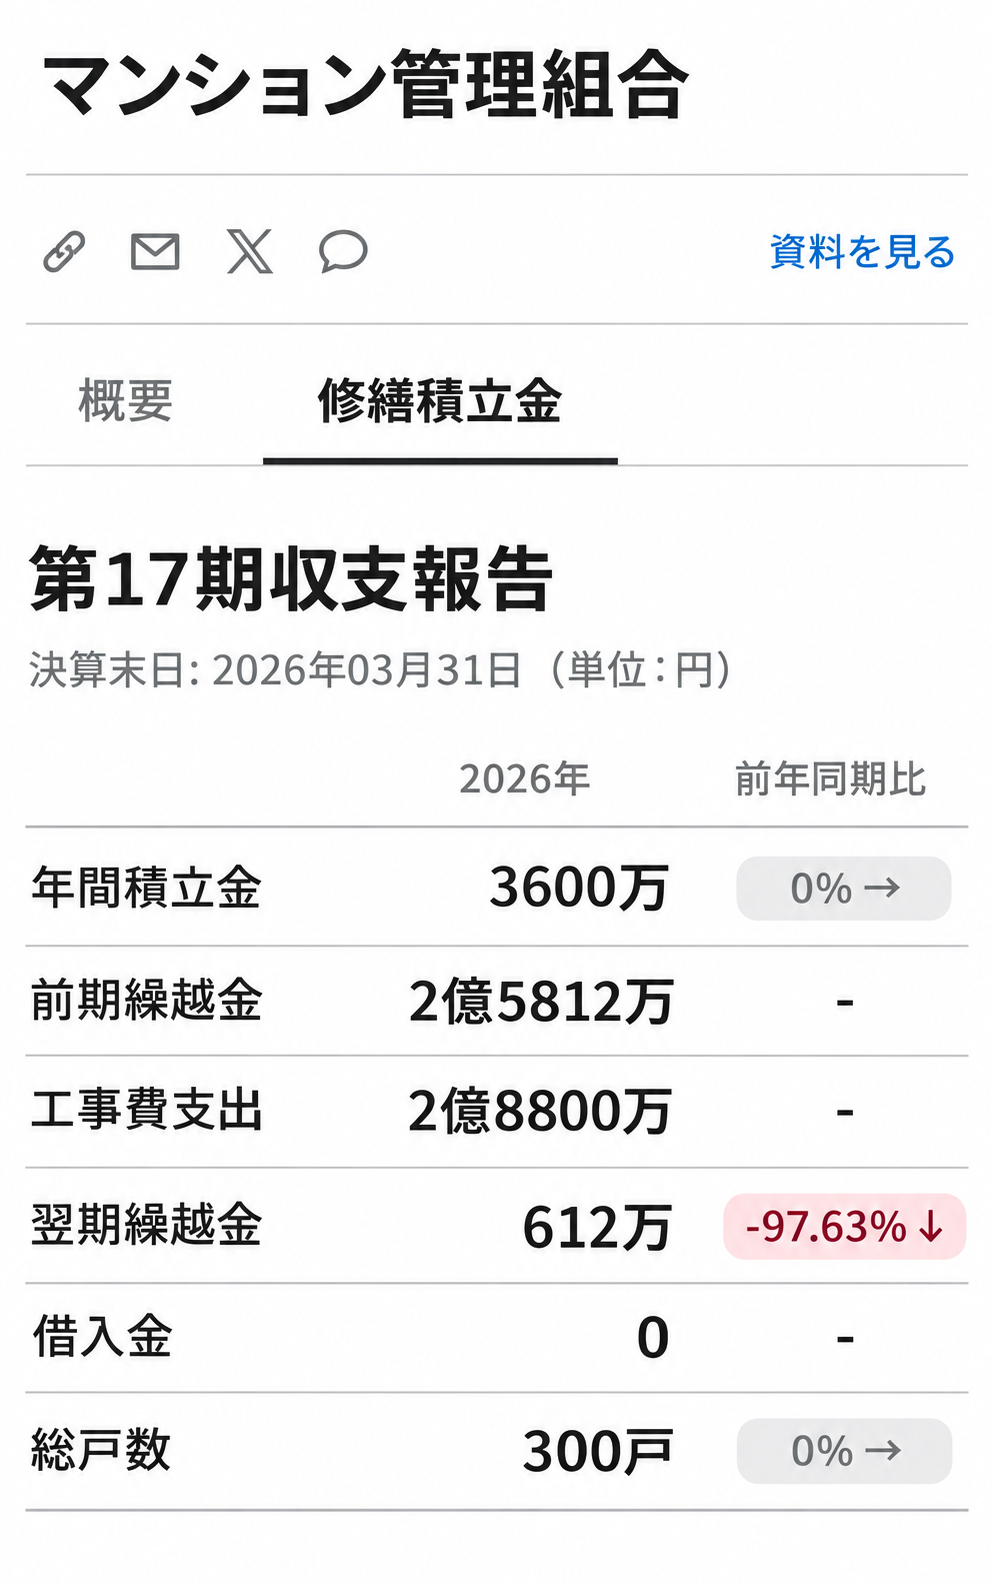 マンション管理組合
資料を見る
概要 修繕積立金
第17期収支報告
決算末日: 2026年03月31日（単位：円）
2026年 前年同期比
年間積立金 3600万 0% →
前期繰越金 2億5812万 -
工事費支出 2億8800万 -
翌期繰越金 612万 -97.63% ↓
借入金 0 -
総戸数 300戸 0% →